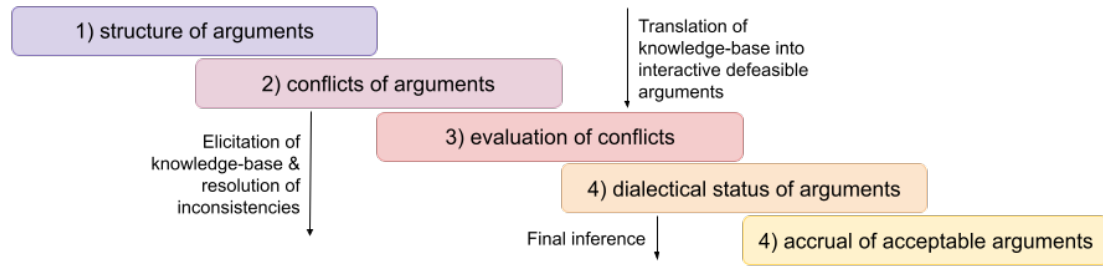 1) structure of arguments
Translation of
knowledge-base into
interactive defeasible
arguments
2) conflicts of arguments
Elicitation of
knowledge-base &
resolution of
inconsistencies
3) evaluation of conflicts
4) dialectical status of arguments
Final inference
4) accrual of acceptable arguments